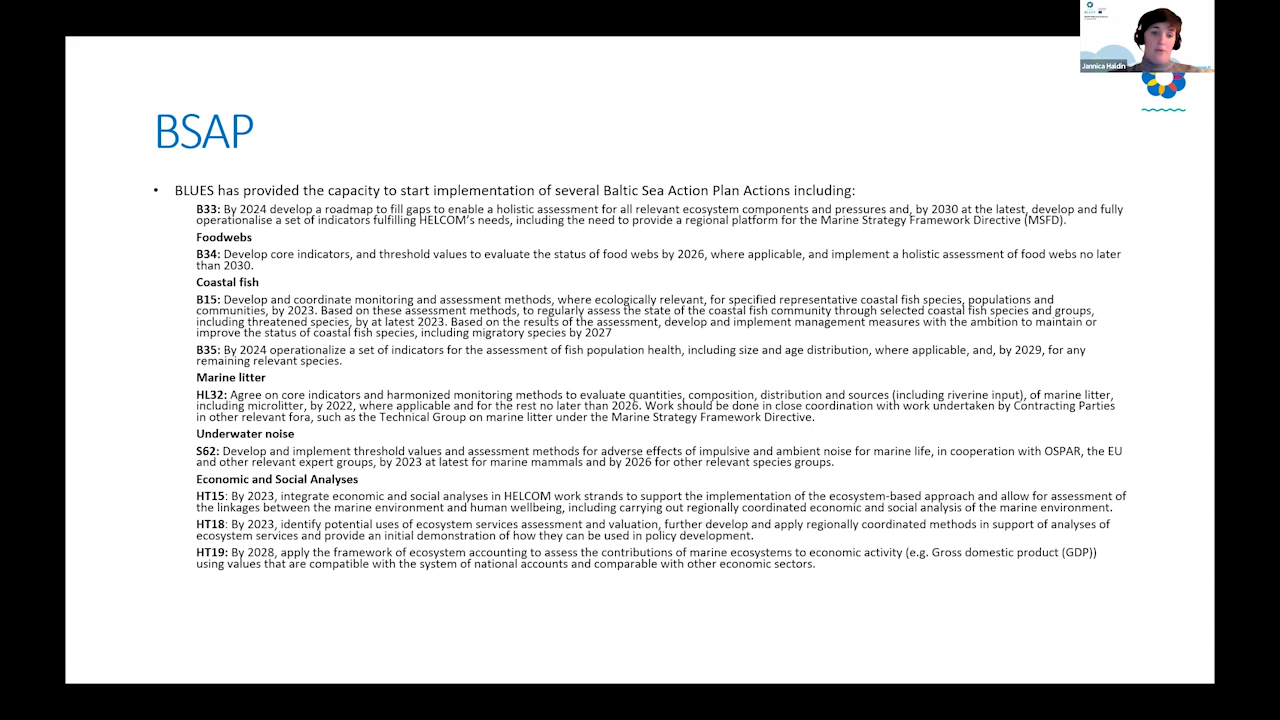 Jannica Haldin
BSAP
• BLUES has provided the capacity to start implementation of several Baltic Sea Action Plan Actions including:
B33: By 2024 develop a roadmap to fill gaps to enable a holistic assessment for all relevant ecosystem components and pressures and, by 2030 at the latest, develop and fully
operationalise a set of indicators fulfilling HELCOM's needs, including the need to provide a regional platform for the Marine Strategy Framework Directive (MSFD).
Foodwebs
B34: Develop core indicators, and threshold values to evaluate the status of food webs by 2026, where applicable, and implement a holistic assessment of food webs no later
than 2030.
Coastal fish
B15: Develop and coordinate monitoring and assessment methods, where ecologically relevant, for specified representative coastal fish species, populations and
communities, by 2023. Based on these assessment methods, to regularly assess the state of the coastal fish community through selected coastal fish species and groups,
including threatened species, by at latest 2023. Based on the results of the assessment, develop and implement management measures with the ambition to maintain or
improve the status of coastal fish species, including migratory species by 2027
B35: By 2024 operationalize a set of indicators for the assessment of fish population health, including size and age distribution, where applicable, and, by 2029, for any
remaining relevant species.
Marine litter
HL32: Agree on core indicators and harmonized monitoring methods to evaluate quantities, composition, distribution and sources (including riverine input), of marine litter,
including microlitter, by 2022, where applicable and for the rest no later than 2026. Work should be done in close coordination with work undertaken by Contracting Parties
in other relevant fora, such as the Technical Group on marine litter under the Marine Strategy Framework Directive.
Underwater noise
S62: Develop and implement threshold values and assessment methods for adverse effects of impulsive and ambient noise for marine life, in cooperation with OSPAR, the EU
and other relevant expert groups, by 2023 at latest for marine mammals and by 2026 for other relevant species groups.
Economic and Social Analyses
HT15: By 2023, integrate economic and social analyses in HELCOM work strands to support the implementation of the ecosystem-based approach and allow for assessment of
the linkages between the marine environment and human wellbeing, including carrying out regionally coordinated economic and social analysis of the marine environment.
HT18: By 2023, identify potential uses of ecosystem services assessment and valuation, further develop and apply regionally coordinated methods in support of analyses of
ecosystem services and provide an initial demonstration of how they can be used in policy development.
HT19: By 2028, apply the framework of ecosystem accounting to assess the contributions of marine ecosystems to economic activity (e.g. Gross domestic product (GDP))
using values that are compatible with the system of national accounts and comparable with other economic sectors.